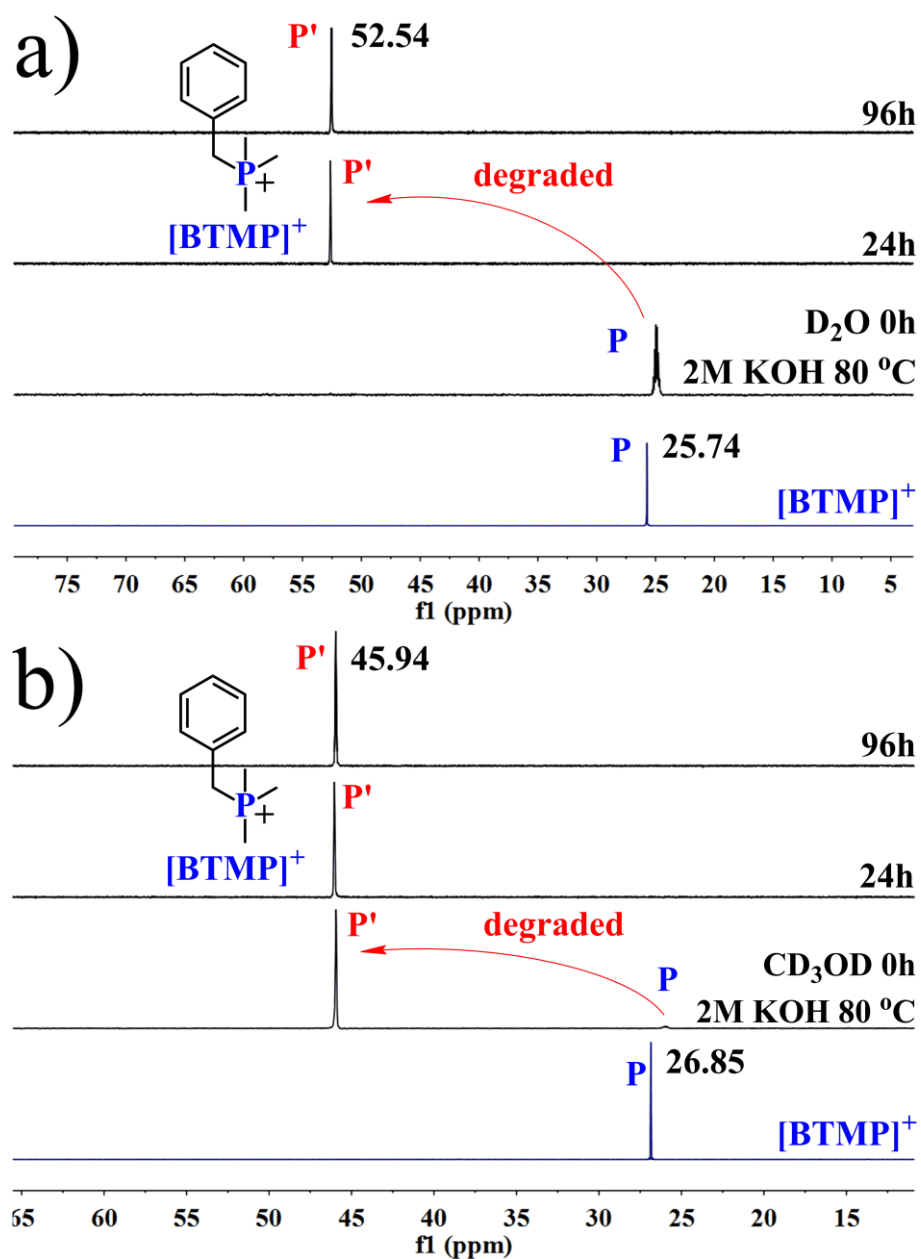 a)
P' 52.54
96h
P'
degraded
P
+
[BTMP]+
24h
D2O 0h
P
2M KOH 80 oC
P 25.74
[BTMP]+
75 70 65 60 55 50 45 40 35 30 25 20 15 10 5
f1 (ppm)
b)
P' 45.94
96h
P'
P
+
[BTMP]+
24h
P'
degraded
CD3OD 0h
P
2M KOH 80 oC
P 26.85
[BTMP]+
65 60 55 50 45 40 35 30 25 20 15
f1 (ppm)